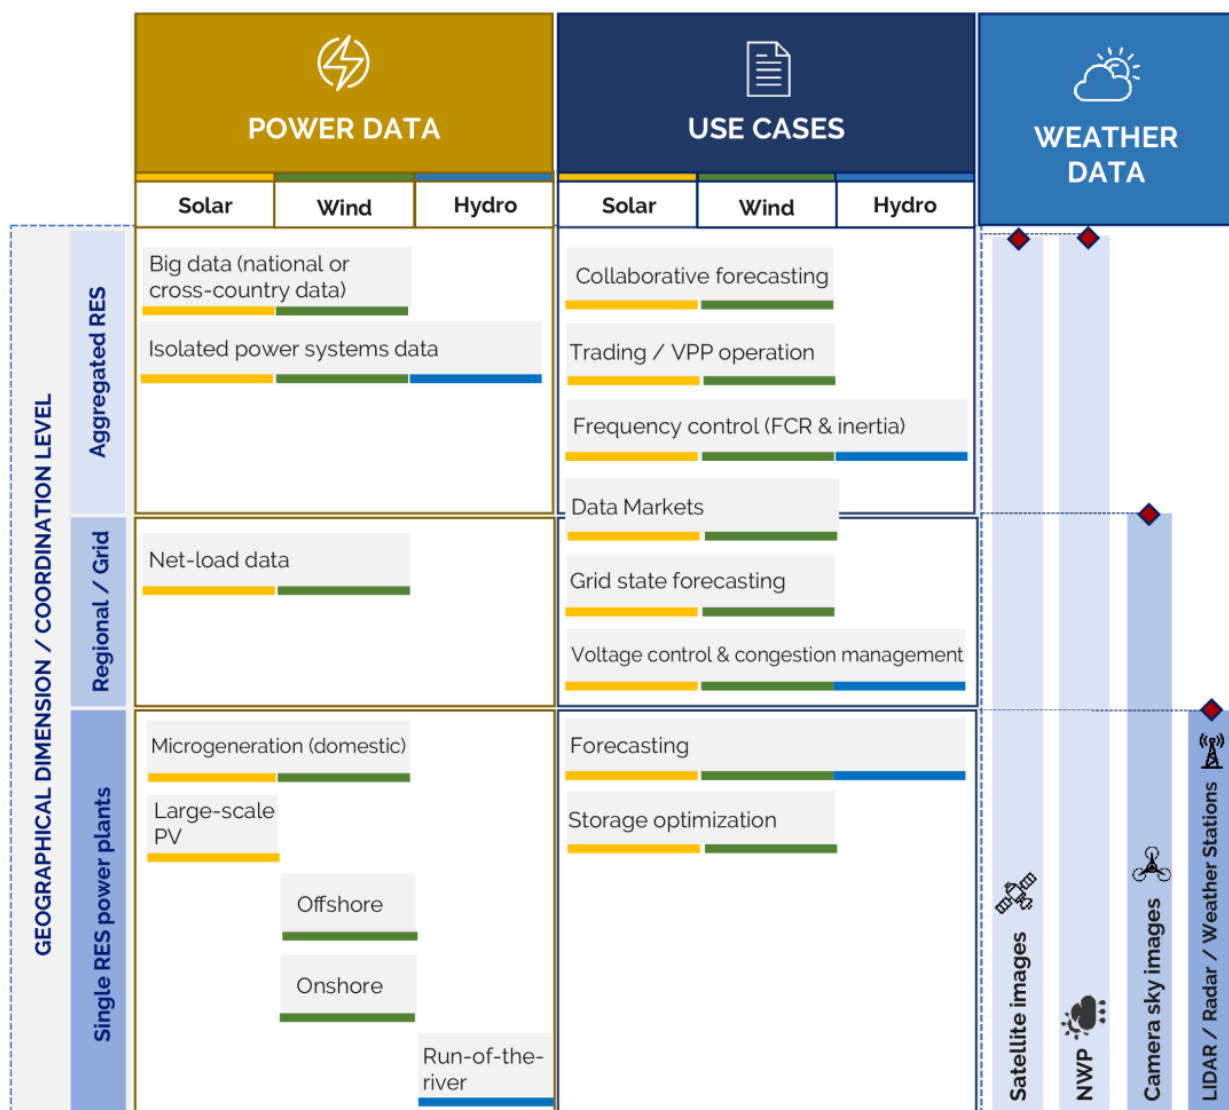 POWER DATA
USE CASES
WEATHER
DATA
Solar
Wind
Hydro
Solar
Wind
Hydro
GEOGRAPHICAL DIMENSION / COORDINATION LEVEL
Aggregated RES
Big data (national or
cross-country data)
Isolated power systems data
Collaborative forecasting
Trading / VPP operation
Frequency control (FCR & inertia)
Data Markets
Regional / Grid
Net-load data
Grid state forecasting
Voltage control & congestion management
Single RES power plants
Microgeneration (domestic)
Large-scale
PV
Offshore
Onshore
Run-of-the-
river
Forecasting
Storage optimization
Satellite images
NWP
Camera sky images
LIDAR / Radar / Weather Stations